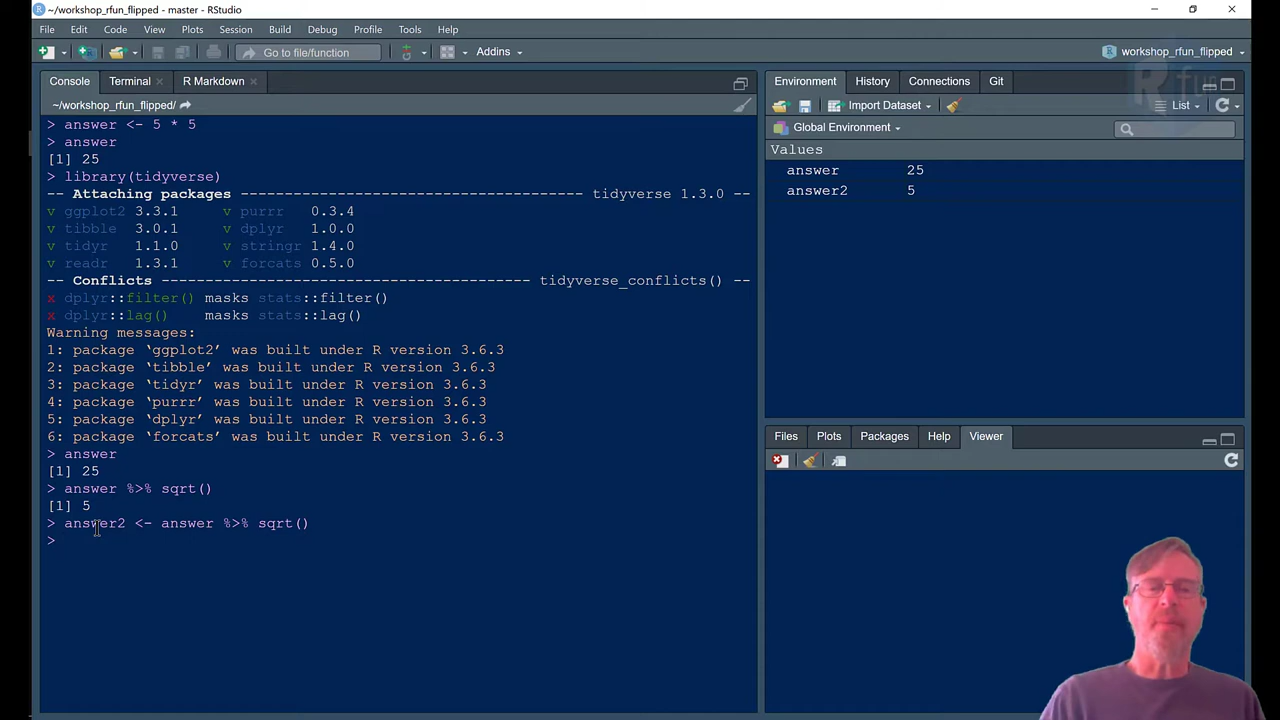 ~/workshop_rfun_flipped - master - RStudio
File Edit Code View Plots Session Build Debug Profile Tools Help
Go to file/function Addins workshop_rfun_flipped
Console Terminal R Markdown
~/workshop_rfun_flipped/
> answer <- 5 * 5
> answer
[1] 25
> library(tidyverse)
-- Attaching packages --------------------------------------- tidyverse 1.3.0 --
v ggplot2 3.3.1 v purrr 0.3.4
v tibble 3.0.1 v dplyr 1.0.0
v tidyr 1.1.0 v stringr 1.4.0
v readr 1.3.1 v forcats 0.5.0
-- Conflicts ------------------------------------------ tidyverse_conflicts() --
x dplyr::filter() masks stats::filter()
x dplyr::lag() masks stats::lag()
Warning messages:
1: package ‘ggplot2’ was built under R version 3.6.3
2: package ‘tibble’ was built under R version 3.6.3
3: package ‘tidyr’ was built under R version 3.6.3
4: package ‘purrr’ was built under R version 3.6.3
5: package ‘dplyr’ was built under R version 3.6.3
6: package ‘forcats’ was built under R version 3.6.3
> answer
[1] 25
> answer %>% sqrt()
[1] 5
> answer2 <- answer %>% sqrt()
>
Environment History Connections Git
R fun
Import Dataset List
Global Environment
Values
answer 25
answer2 5
Files Plots Packages Help Viewer